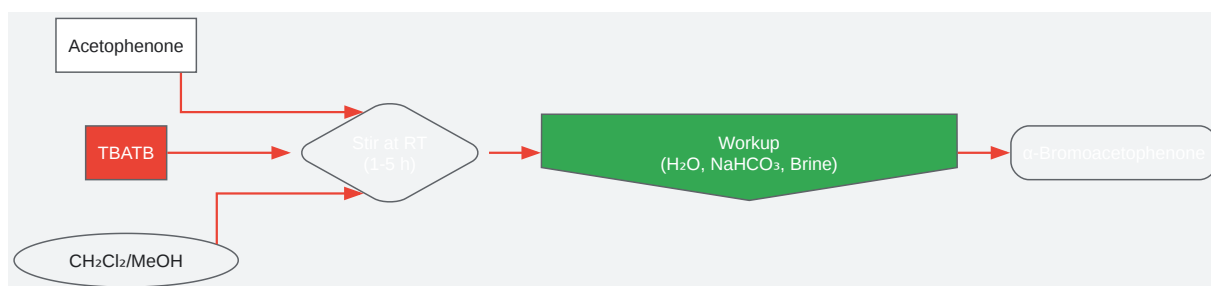 Acetophenone
TBATB
CH₂Cl₂/MeOH
Stir at RT
(1-5 h)
Workup
(H₂O, NaHCO₃, Brine)
α-Bromoacetophenone